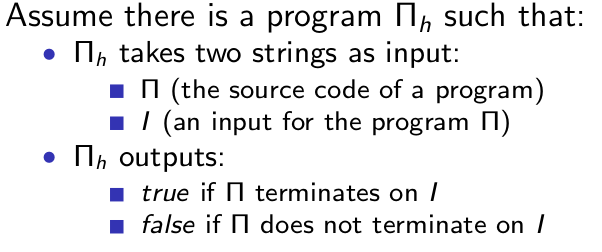 Assume there is a program Π_h such that:
• Π_h takes two strings as input:
■ Π (the source code of a program)
■ I (an input for the program Π)
• Π_h outputs:
■ true if Π terminates on I
■ false if Π does not terminate on I